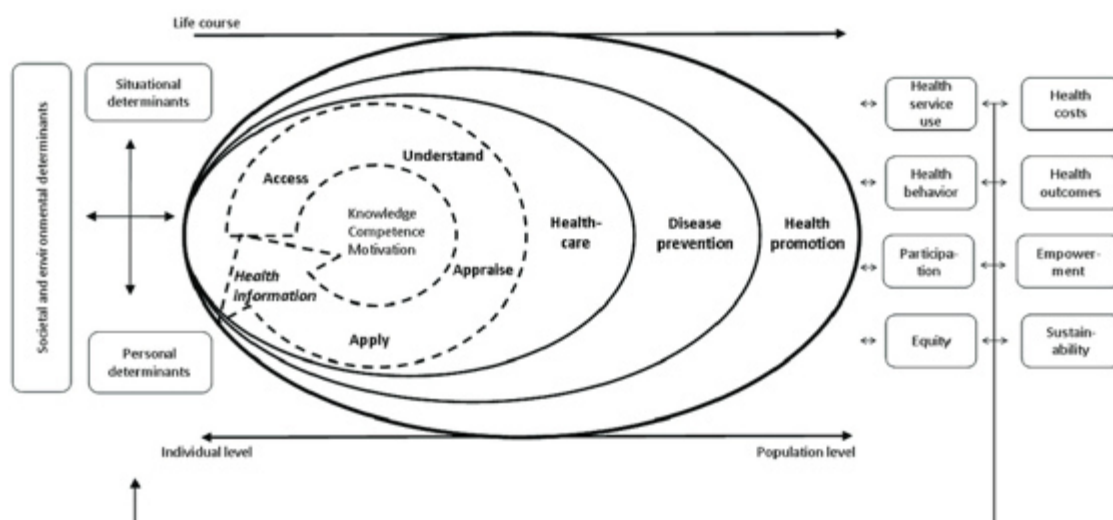 Life course
Societal and environmental determinants
Situational
determinants
Personal
determinants
Access
Understand
Knowledge
Competence
Motivation
Health
information
Appraise
Apply
Health-
care
Disease
prevention
Health
promotion
Individual level
Population level
Health
service
use
Health
costs
Health
behavior
Health
outcomes
Participa-
tion
Empower-
ment
Equity
Sustain-
ability